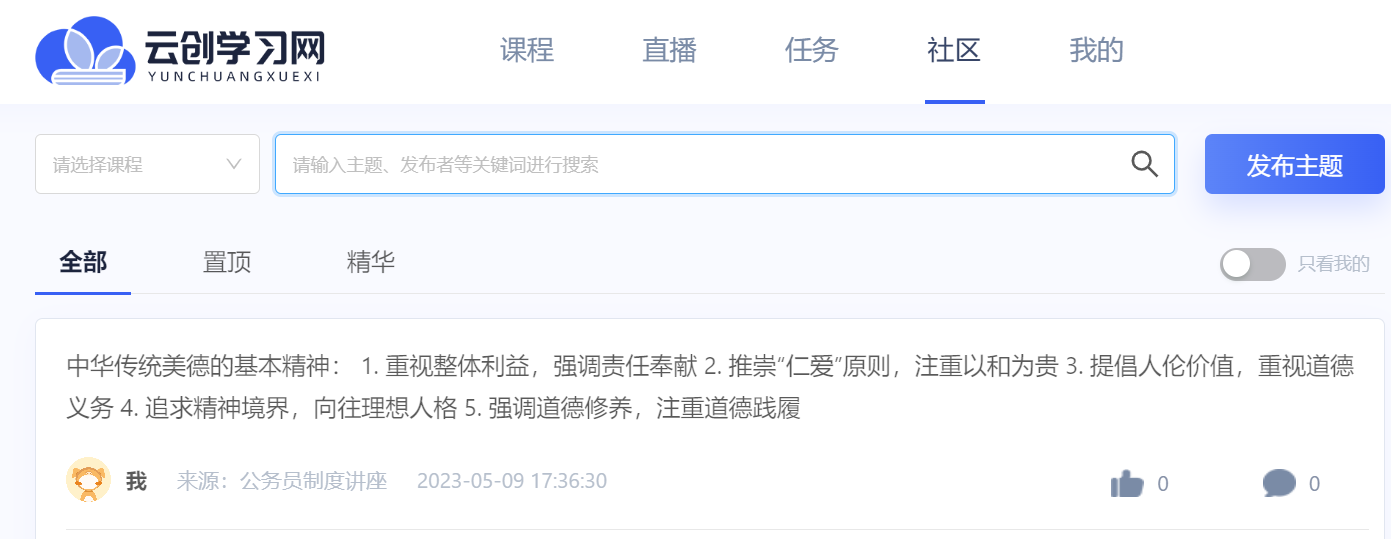 云创学习网
YUNCHUANGXUEXI
课程 直播 任务 社区 我的
请选择课程 请输入主题、发布者等关键词进行搜索 发布主题
全部 置顶 精华 只看我的
中华传统美德的基本精神： 1. 重视整体利益，强调责任奉献 2. 推崇“仁爱”原则，注重以和为贵 3. 提倡人伦价值，重视道德
义务 4. 追求精神境界，向往理想人格 5. 强调道德修养，注重道德践履
我 来源：公务员制度讲座 2023-05-09 17:36:30 0 0